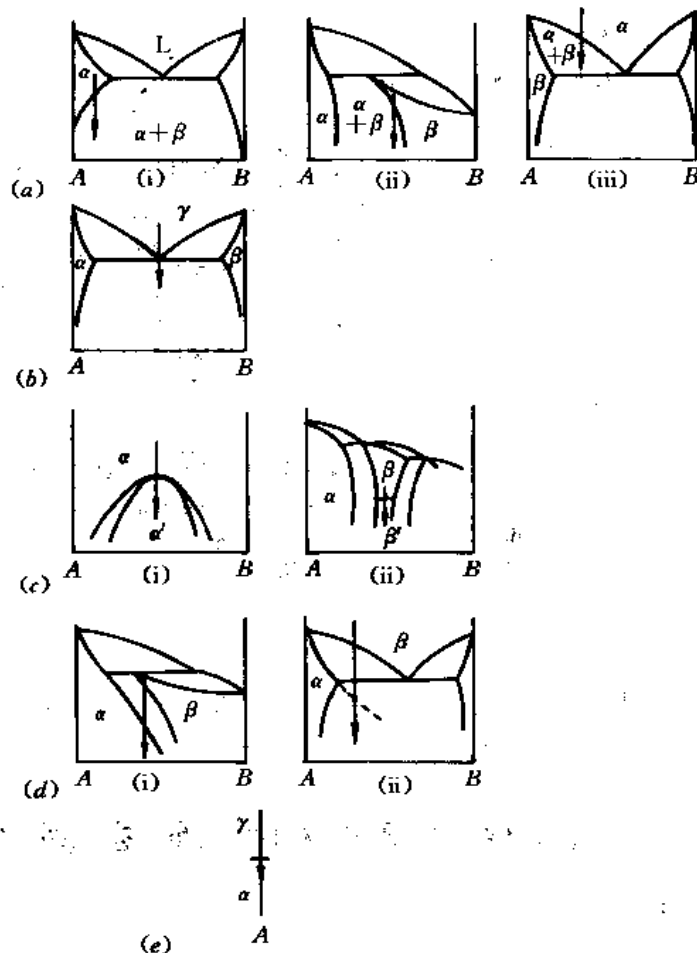 L
α
α + β
A (i) B
α
α + β
β
A (ii) B
α + β
α
β
A (iii) B
(a)
γ
α
β
A B
(b)
α
α'
A (i) B
β
α
β'
A (ii) B
(c)
α
β
A (i) B
β
α
A (ii) B
(d)
γ
α
A
(e)